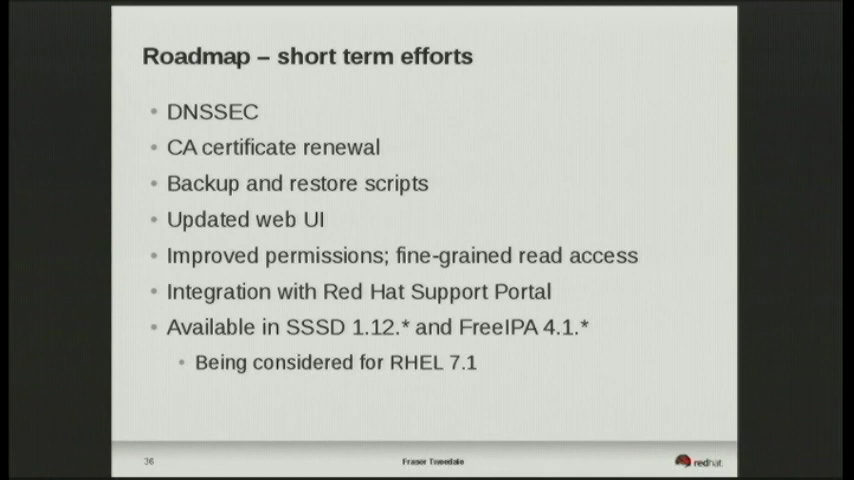 Roadmap – short term efforts
• DNSSEC
• CA certificate renewal
• Backup and restore scripts
• Updated web UI
• Improved permissions; fine-grained read access
• Integration with Red Hat Support Portal
• Available in SSSD 1.12.* and FreeIPA 4.1.*
• Being considered for RHEL 7.1
36
Fraser Tweedale
redhat.